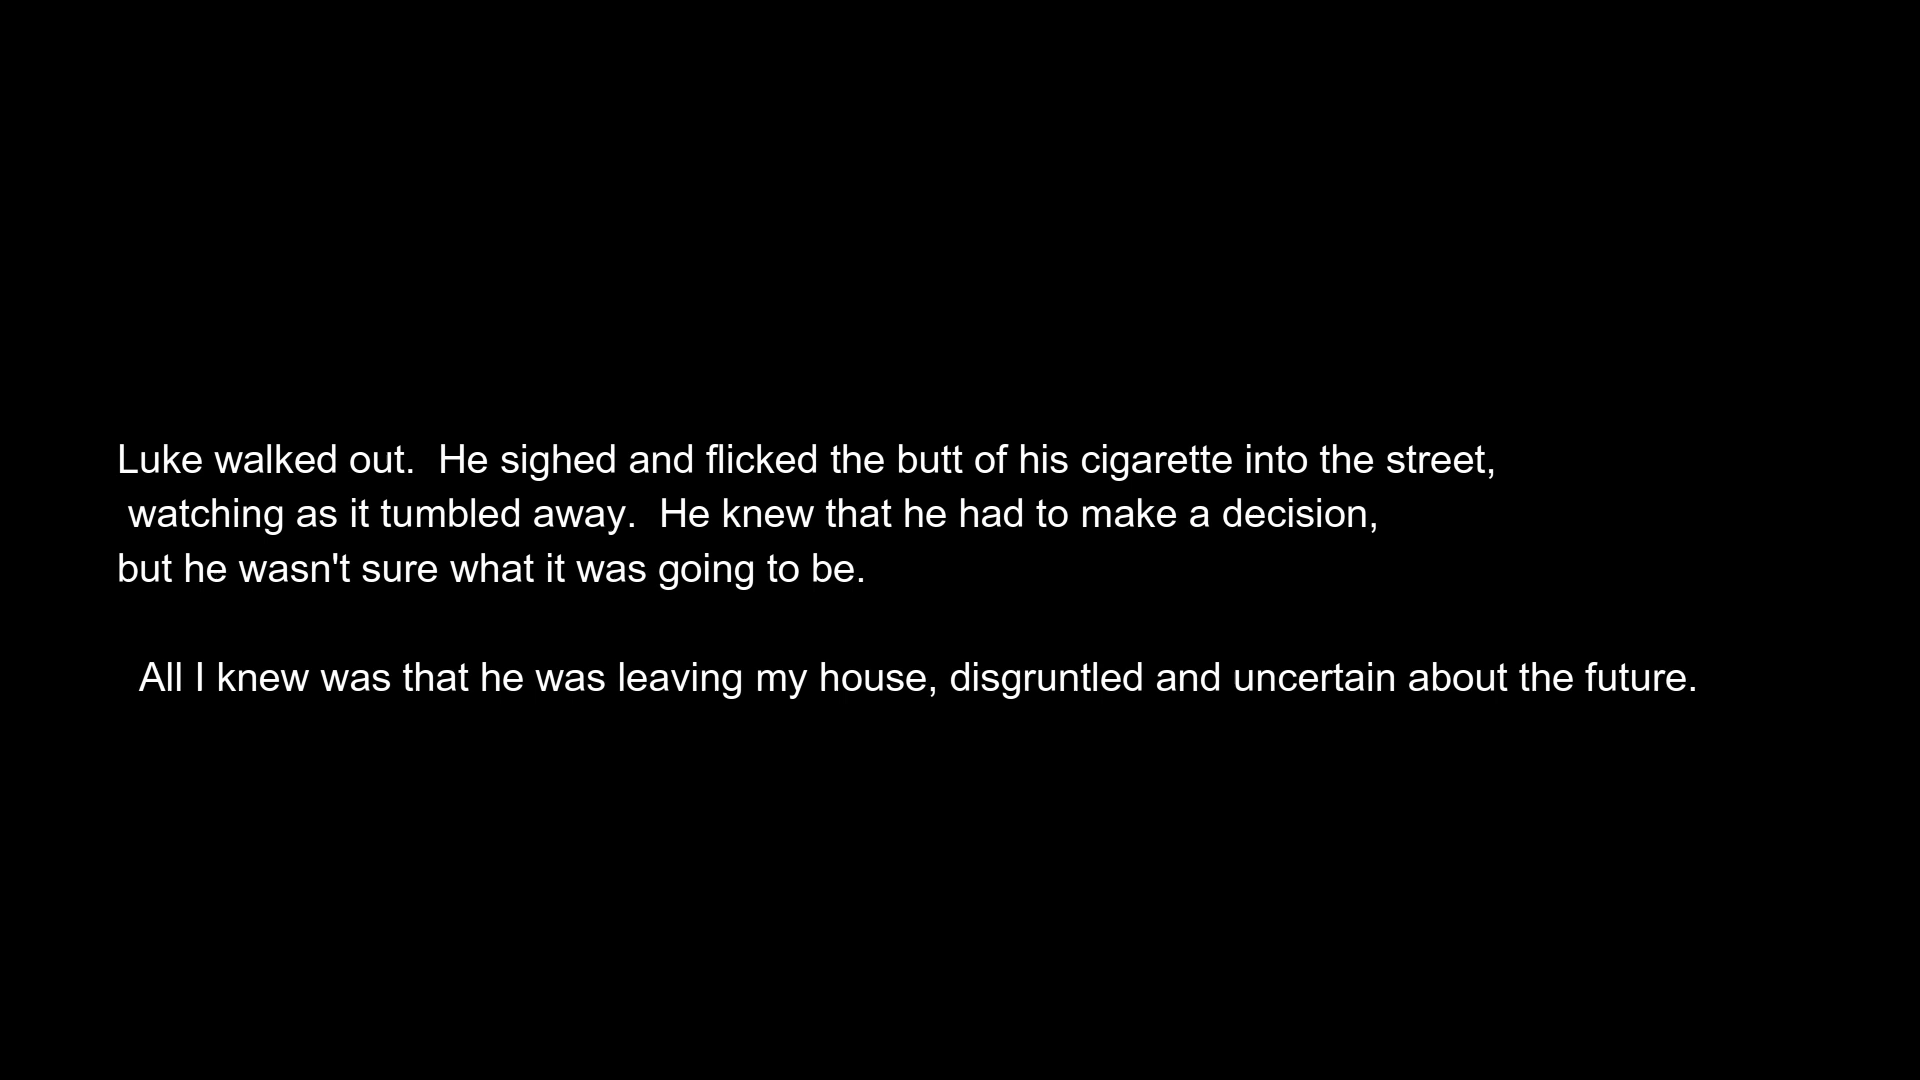 Luke walked out.  He sighed and flicked the butt of his cigarette into the street,
watching as it tumbled away.  He knew that he had to make a decision,
but he wasn't sure what it was going to be.
All I knew was that he was leaving my house, disgruntled and uncertain about the future.